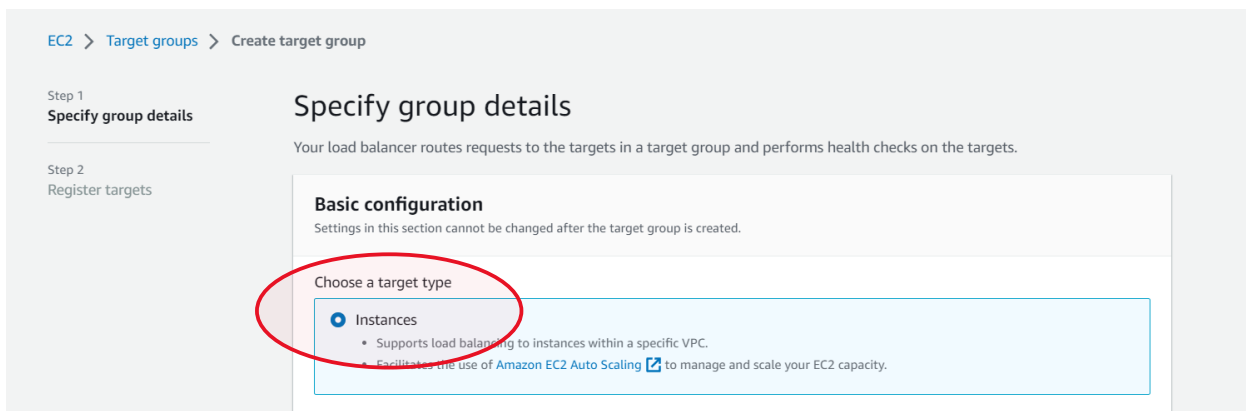 EC2 > Target groups > Create target group
Step 1
Specify group details
Step 2
Register targets
Specify group details
Your load balancer routes requests to the targets in a target group and performs health checks on the targets.
Basic configuration
Settings in this section cannot be changed after the target group is created.
Choose a target type
Instances
• Supports load balancing to instances within a specific VPC.
• Facilitates the use of Amazon EC2 Auto Scaling to manage and scale your EC2 capacity.